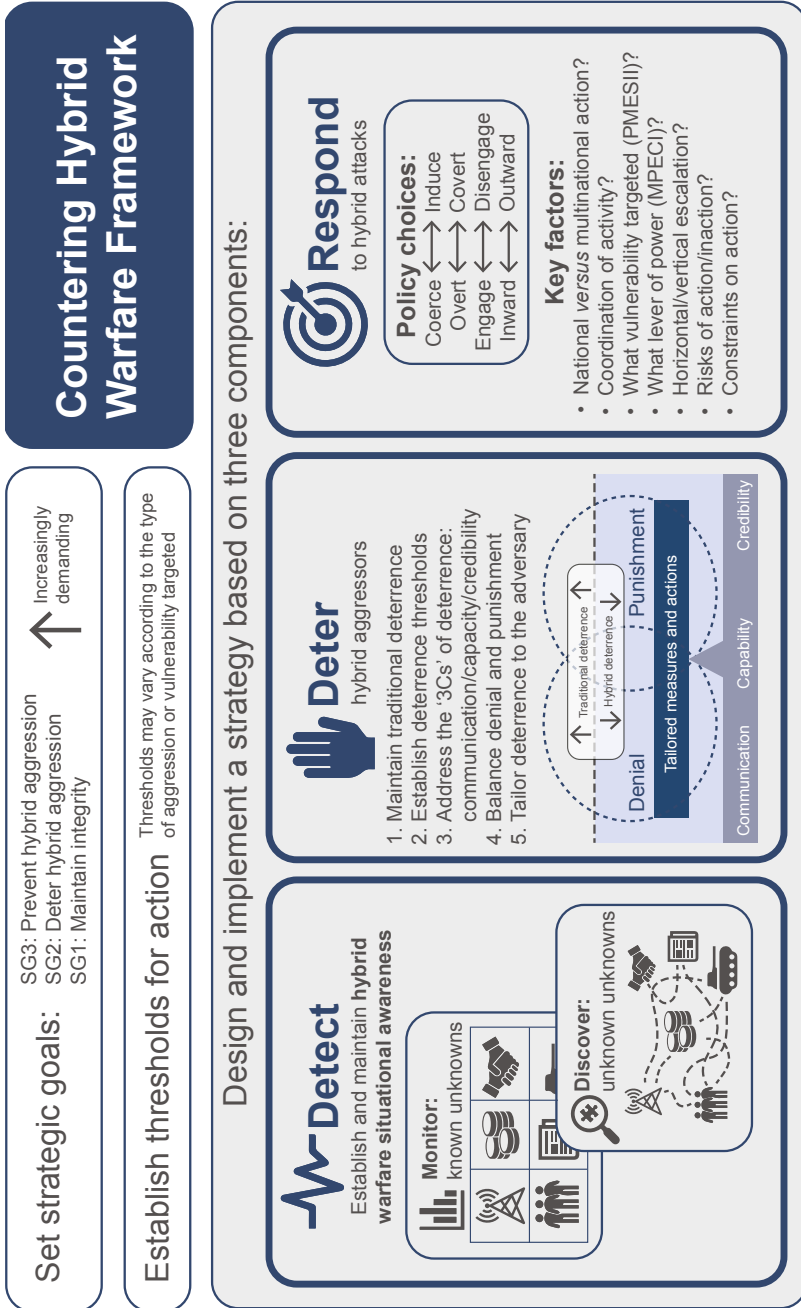 Countering Hybrid
Warfare Framework
Set strategic goals:
SG3: Prevent hybrid aggression
SG2: Deter hybrid aggression
SG1: Maintain integrity
Increasingly
demanding
Establish thresholds for action
Thresholds may vary according to the type
of aggression or vulnerability targeted
Design and implement a strategy based on three components:
Detect
Establish and maintain hybrid
warfare situational awareness
Monitor:
known unknowns
Discover:
unknown unknowns
Deter
hybrid aggressors
1. Maintain traditional deterrence
2. Establish deterrence thresholds
3. Address the ‘3Cs’ of deterrence:
communication/capacity/credibility
4. Balance denial and punishment
5. Tailor deterrence to the adversary
Traditional deterrence
Hybrid deterrence
Denial
Punishment
Tailored measures and actions
Communication
Capability
Credibility
Respond
to hybrid attacks
Policy choices:
Coerce ⟷ Induce
Overt ⟷ Covert
Engage ⟷ Disengage
Inward ⟷ Outward
Key factors:
• National versus multinational action?
• Coordination of activity?
• What vulnerability targeted (PMESII)?
• What lever of power (MPECI)?
• Horizontal/vertical escalation?
• Risks of action/inaction?
• Constraints on action?